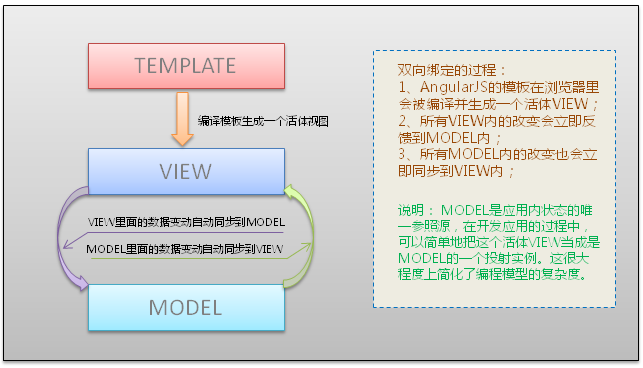 TEMPLATE
编译模板生成一个活体视图
VIEW
VIEW里面的数据变动自动同步到MODEL
MODEL里面的数据变动自动同步到VIEW
MODEL
双向绑定的过程：
1、AngularJS的模板在浏览器里
会被编译并生成一个活体VIEW；
2、所有VIEW内的改变会立即反
馈到MODEL内；
3、所有MODEL内的改变也会立
即同步到VIEW内；
说明： MODEL是应用内状态的唯
一参照源，在开发应用的过程中，
可以简单地把这个活体VIEW当成是
MODEL的一个投射实例。这很大
程度上简化了编程模型的复杂度。